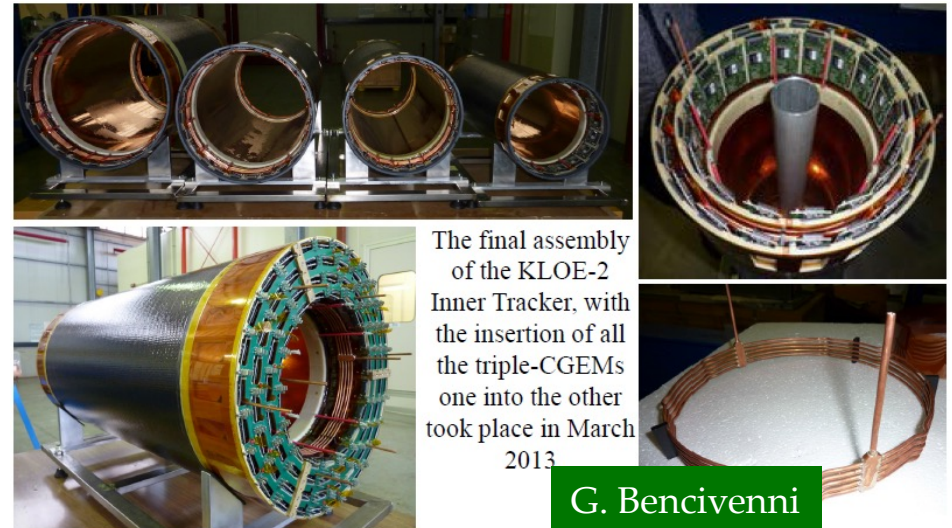 The final assembly
of the KLOE-2
Inner Tracker, with
the insertion of all
the triple-CGEMs
one into the other
took place in March
2013
G. Bencivenni